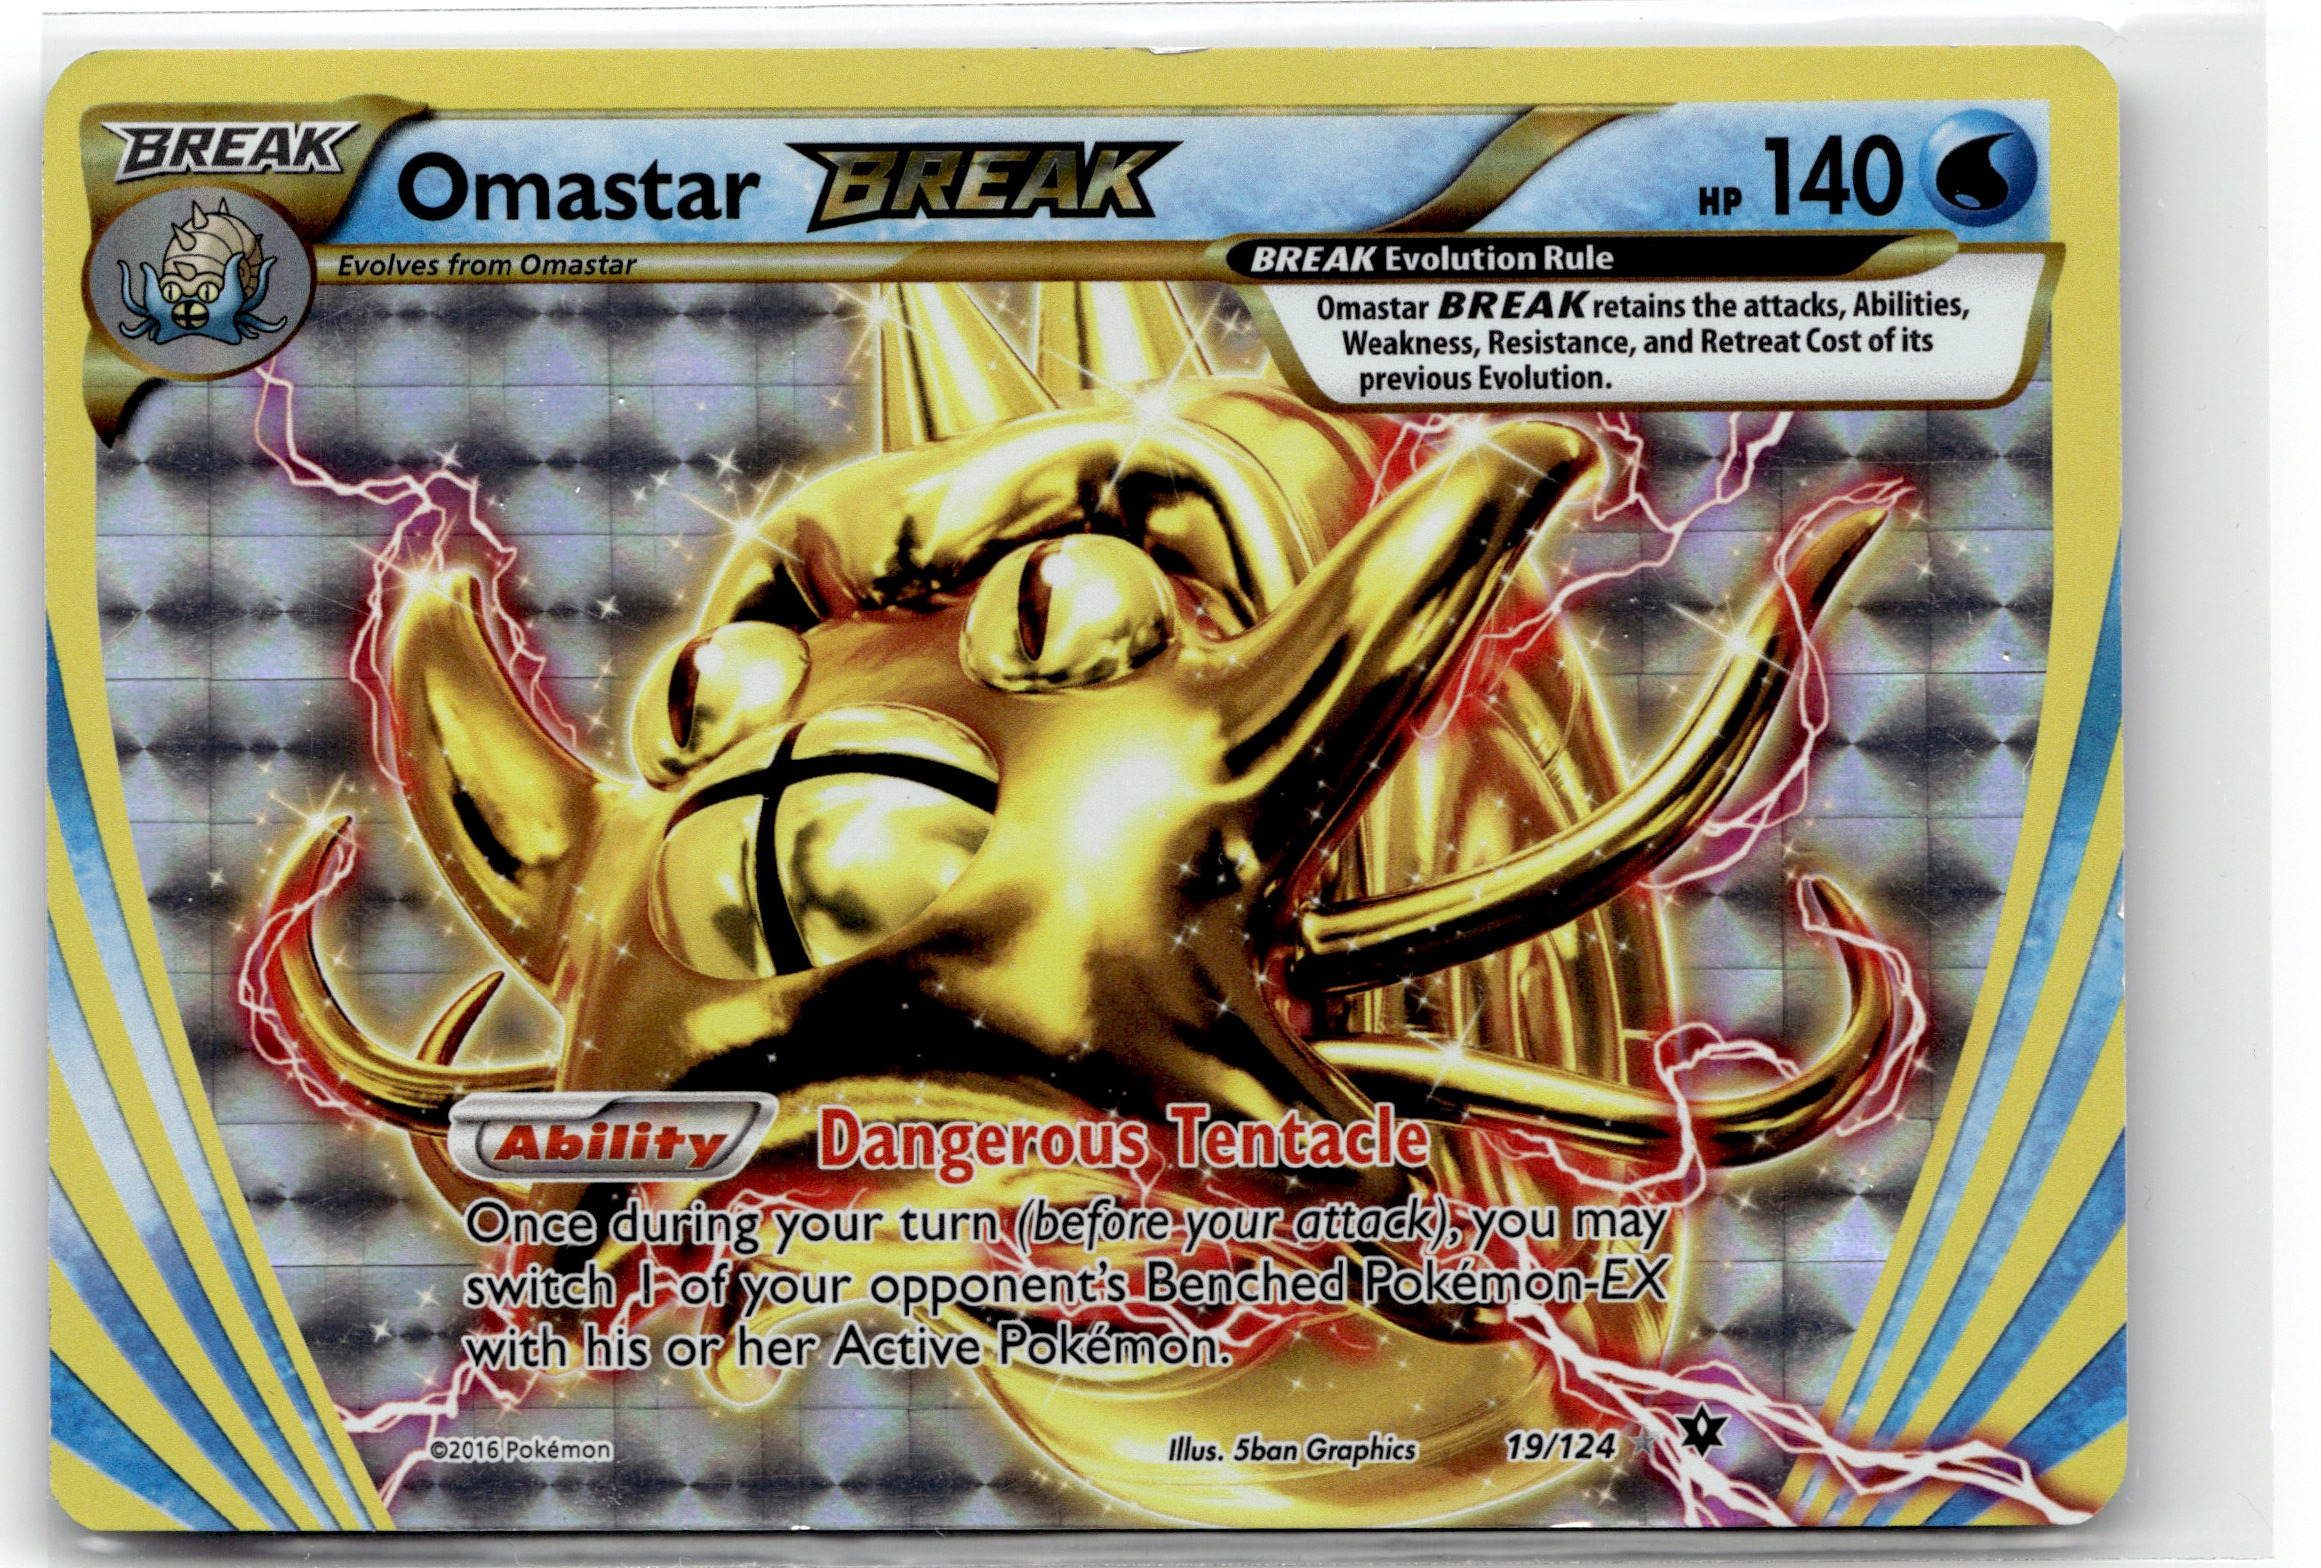 BREAK
Omastar BREAK
HP 140
Evolves from Omastar
BREAK Evolution Rule
Omastar BREAK retains the attacks, Abilities,
Weakness, Resistance, and Retreat Cost of its
previous Evolution.
Ability Dangerous Tentacle
Once during your turn (before your attack), you may
switch 1 of your opponent's Benched Pokémon-EX
with his or her Active Pokémon.
©2016 Pokémon
Illus. 5ban Graphics
19/124